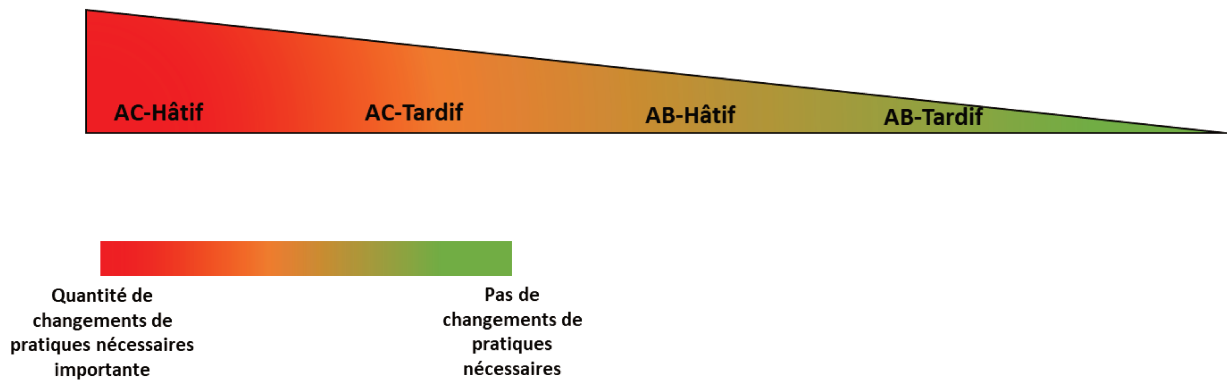 AC-Hâtif
AC-Tardif
AB-Hâtif
AB-Tardif
Quantité de
changements de
pratiques nécessaires
importante
Pas de
changements de
pratiques
nécessaires